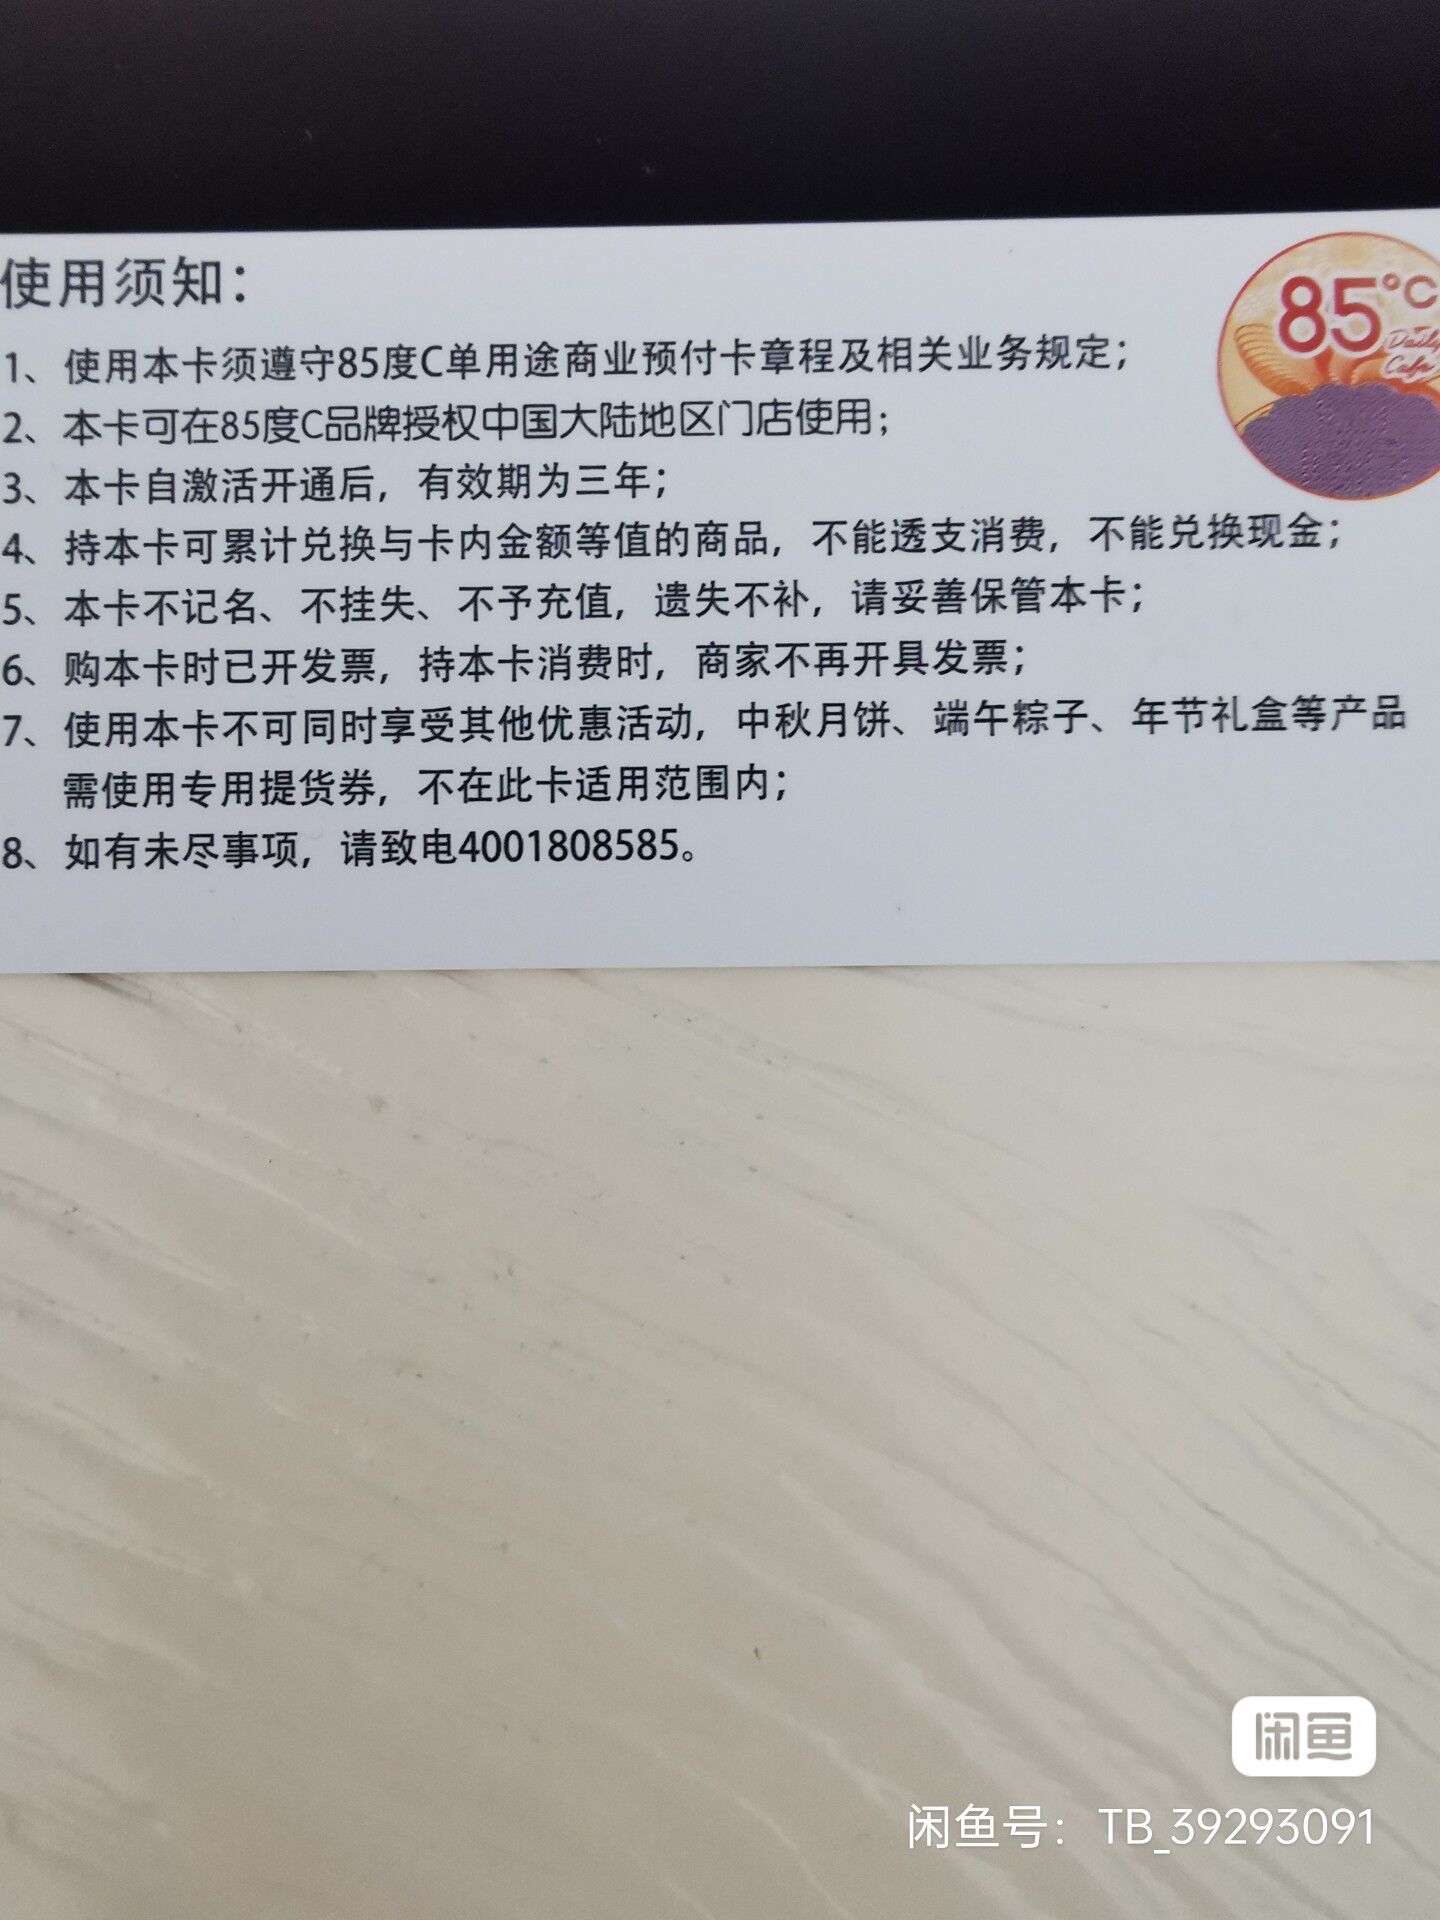 使用须知：
85°C
Daily
Cafe
1、使用本卡须遵守85度C单用途商业预付卡章程及相关业务规定；
2、本卡可在85度C品牌授权中国大陆地区门店使用；
3、本卡自激活开通后，有效期为三年；
4、持本卡可累计兑换与卡内金额等值的商品，不能透支消费，不能兑换现金；
5、本卡不记名、不挂失、不予充值，遗失不补，请妥善保管本卡；
6、购本卡时已开发票，持本卡消费时，商家不再开具发票；
7、使用本卡不可同时享受其他优惠活动，中秋月饼、端午粽子、年节礼盒等产品
需使用专用提货券，不在此卡适用范围内；
8、如有未尽事项，请致电4001808585。
闲鱼
闲鱼号：TB_39293091